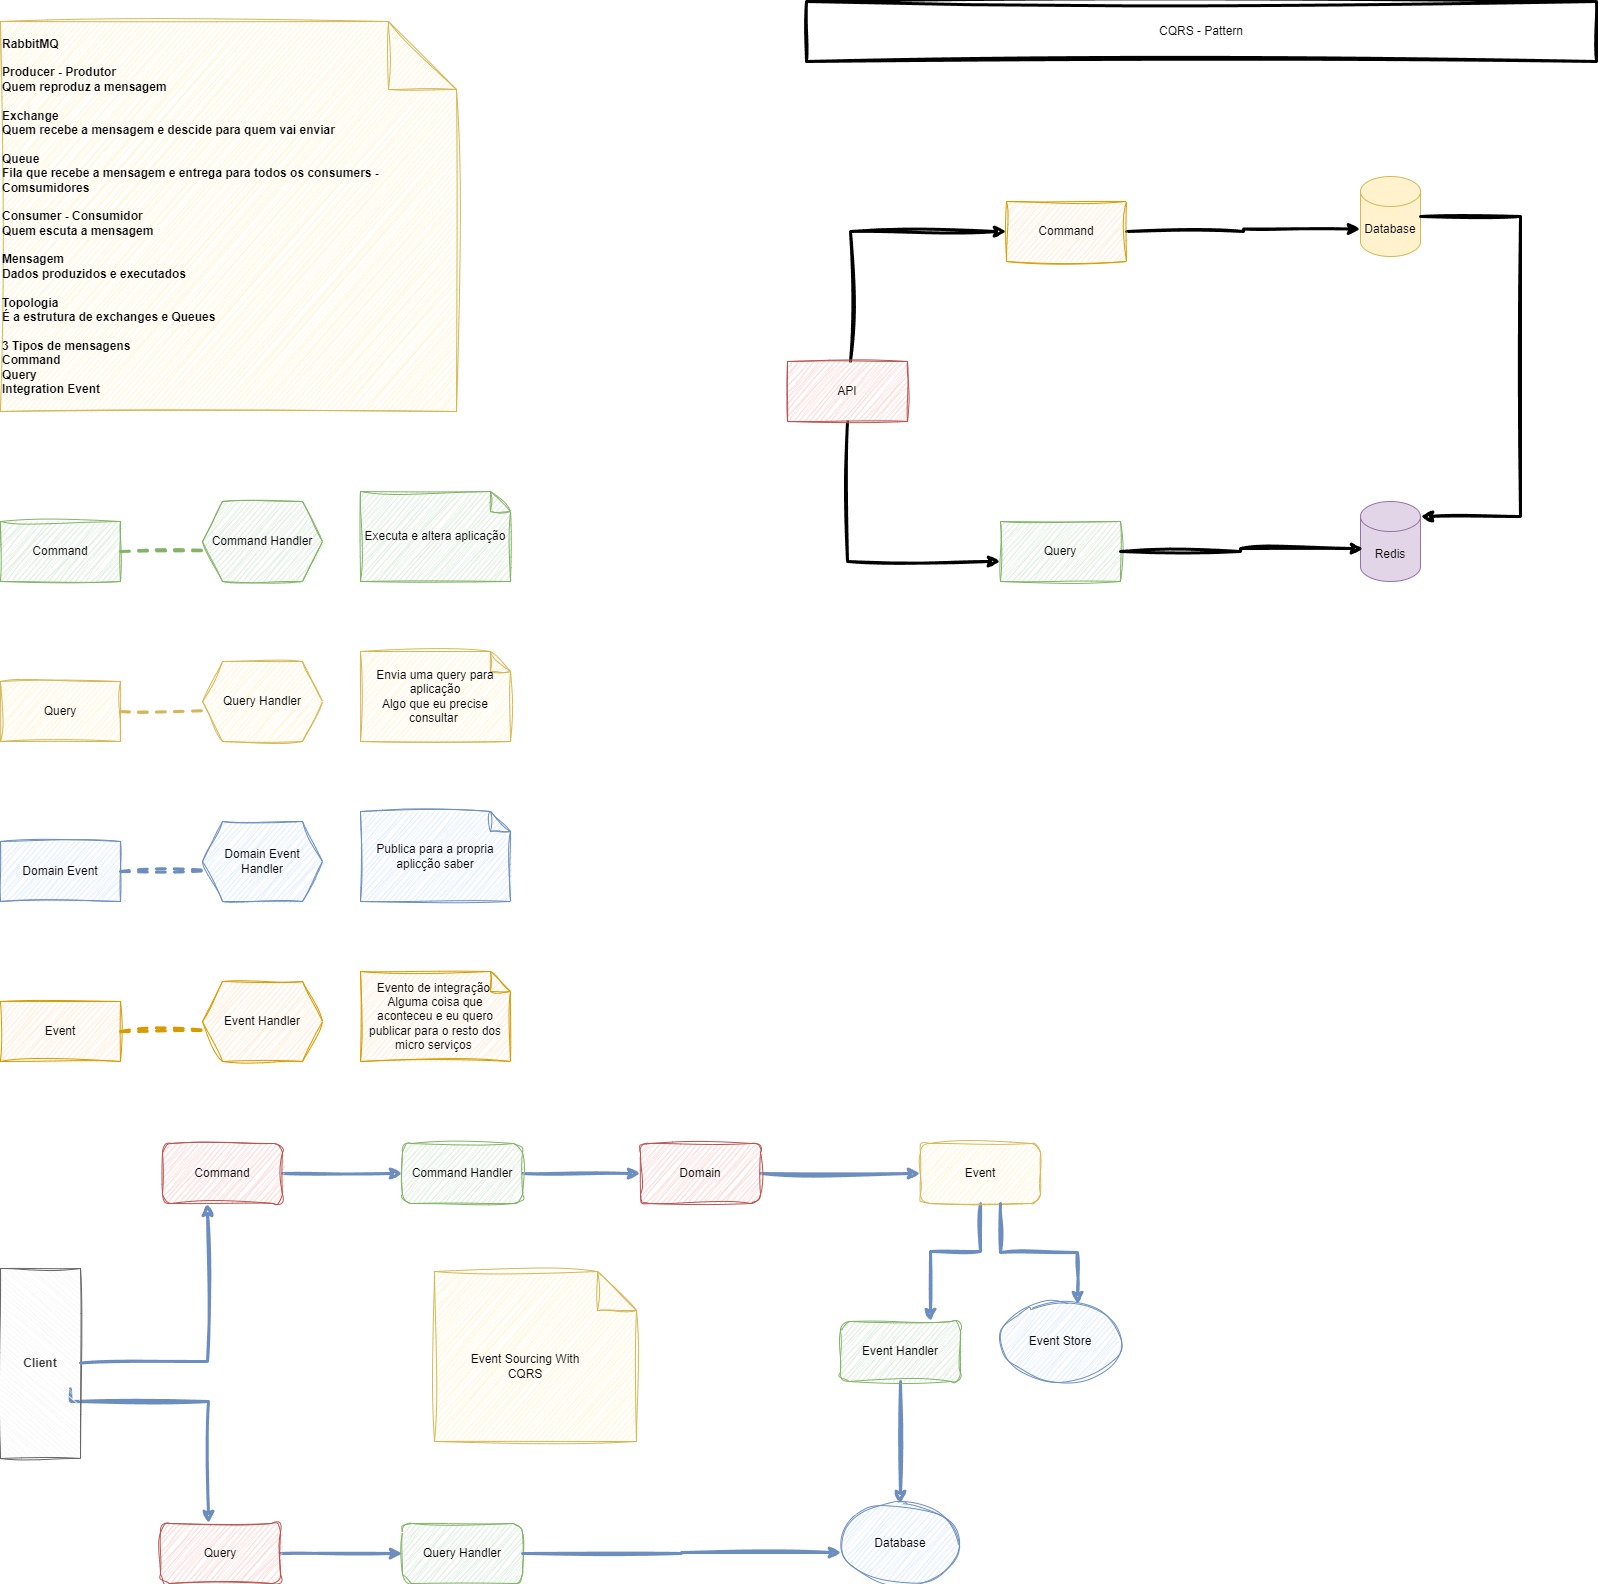 RabbitMQ
Producer - Produtor
Quem reproduz a mensagem
Exchange
Quem recebe a mensagem e descide para quem vai enviar
Queue
Fila que recebe a mensagem e entrega para todos os consumers -
Comsumidores
Consumer - Consumidor
Quem escuta a mensagem
Mensagem
Dados produzidos e executados
Topologia
É a estrutura de exchanges e Queues
3 Tipos de mensagens
Command
Query
Integration Event
CQRS - Pattern
Command
Database
API
Query
Redis
Command
Command Handler
Executa e altera aplicação
Query
Query Handler
Envia uma query para
aplicação
Algo que eu precise
consultar
Domain Event
Domain Event
Handler
Publica para a propria
aplicção saber
Event
Event Handler
Evento de integração
Alguma coisa que
aconteceu e eu quero
publicar para o resto dos
micro serviços
Command
Command Handler
Domain
Event
Client
Event Sourcing With
CQRS
Event Handler
Event Store
Query
Query Handler
Database